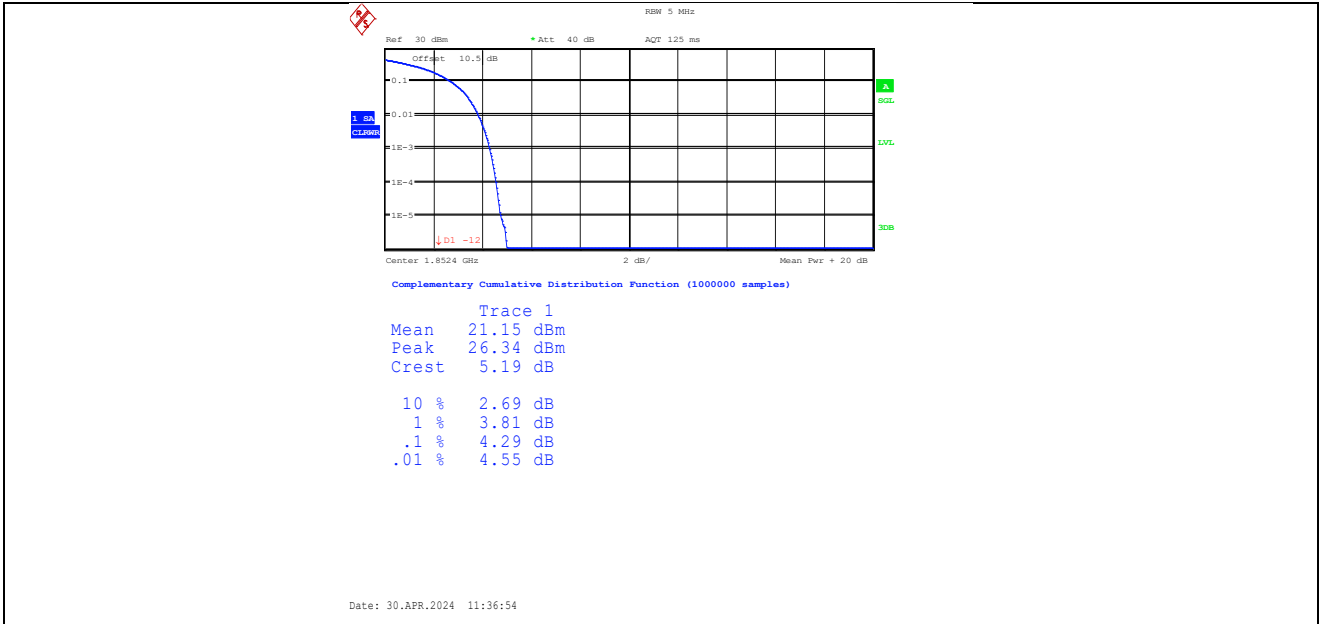 R S
RBW 5 MHz
Ref 30 dBm * Att 40 dB AQT 125 ms
Offset 10.5 dB
0.1
A
SGL
0.01
1 SA
CLRWR
1E-3
LVL
1E-4
1E-5
3DB
↓D1 -12
Center 1.8524 GHz 2 dB/ Mean Pwr + 20 dB
Complementary Cumulative Distribution Function (1000000 samples)
Trace 1
Mean 21.15 dBm
Peak 26.34 dBm
Crest 5.19 dB
10 % 2.69 dB
1 % 3.81 dB
.1 % 4.29 dB
.01 % 4.55 dB
Date: 30.APR.2024 11:36:54